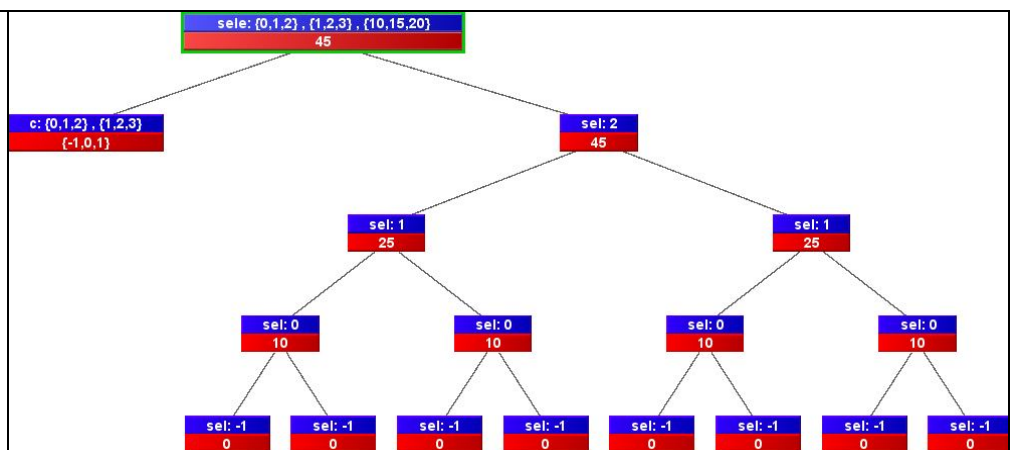 sele: {0,1,2} , {1,2,3} , {10,15,20}
45
c: {0,1,2} , {1,2,3}
{-1,0,1}
sel: 2
45
sel: 1
25
sel: 1
25
sel: 0
10
sel: 0
10
sel: 0
10
sel: 0
10
sel: -1
0
sel: -1
0
sel: -1
0
sel: -1
0
sel: -1
0
sel: -1
0
sel: -1
0
sel: -1
0